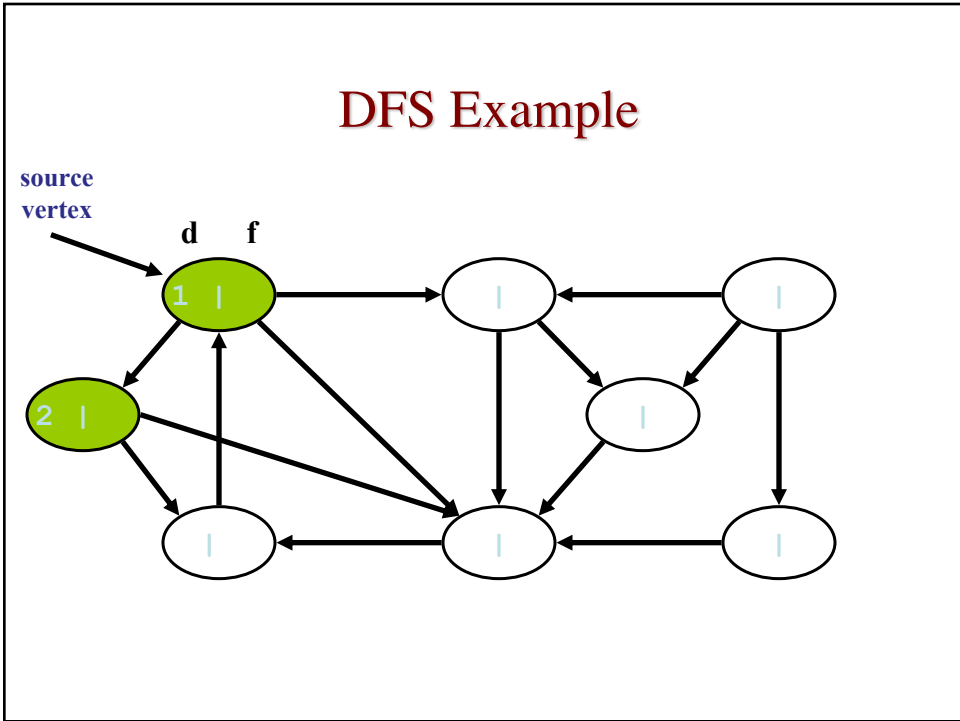 DFS Example
source
vertex
d f
1 | | |
2 | |
| | |